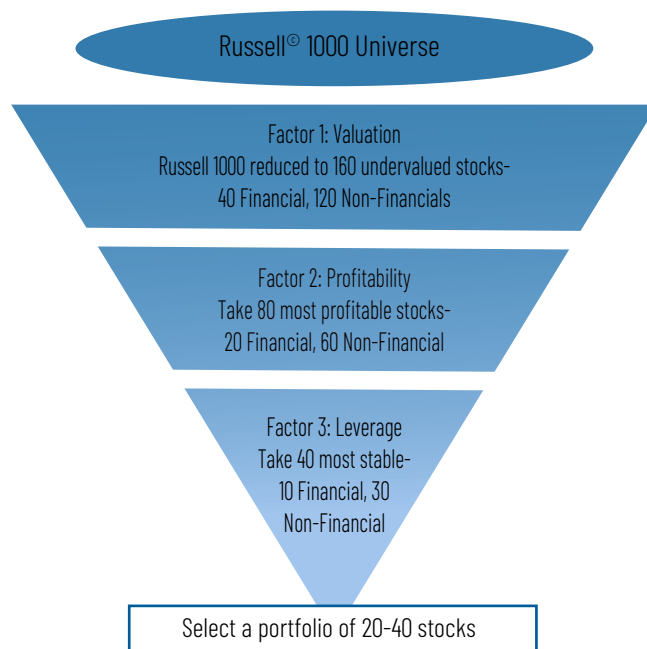 Russell© 1000 Universe
Factor 1: Valuation
Russell 1000 reduced to 160 undervalued stocks-
40 Financial, 120 Non-Financials
Factor 2: Profitability
Take 80 most profitable stocks-
20 Financial, 60 Non-Financial
Factor 3: Leverage
Take 40 most stable-
10 Financial, 30
Non-Financial
Select a portfolio of 20-40 stocks